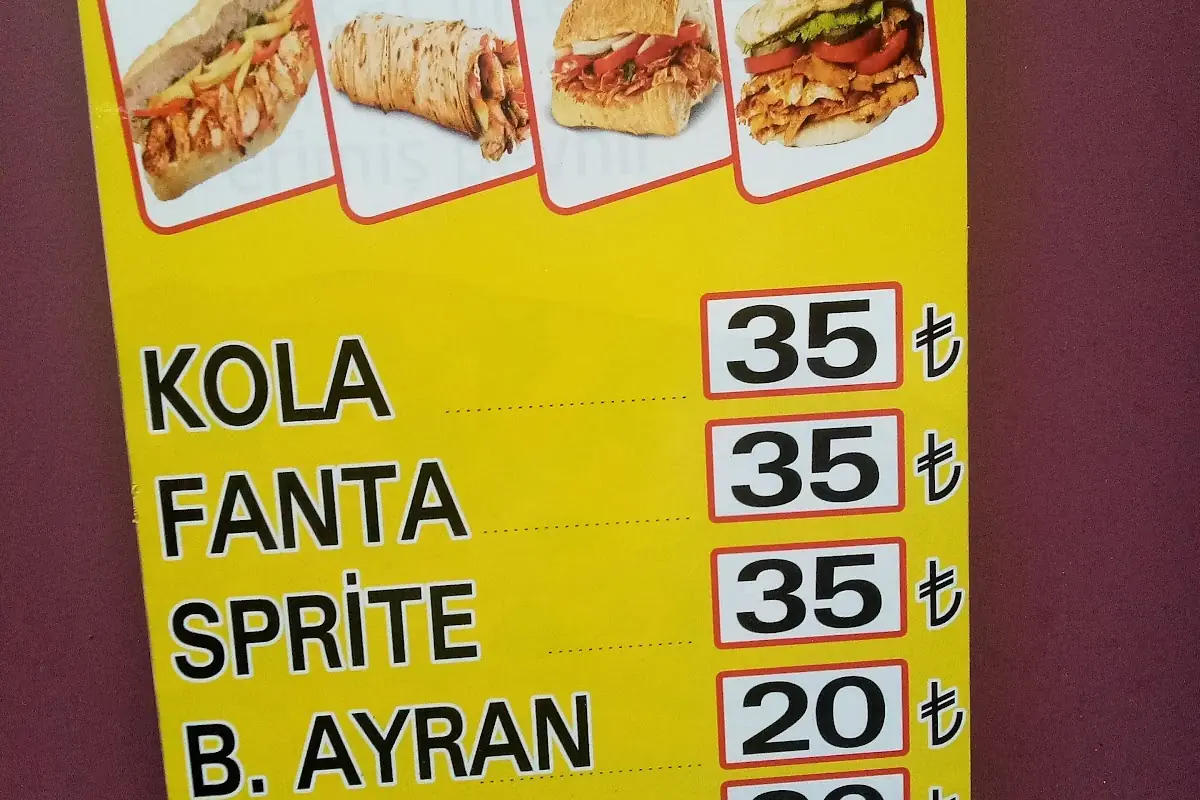 KOLA 35 ₺
FANTA 35 ₺
SPRİTE 35 ₺
B. AYRAN 20 ₺